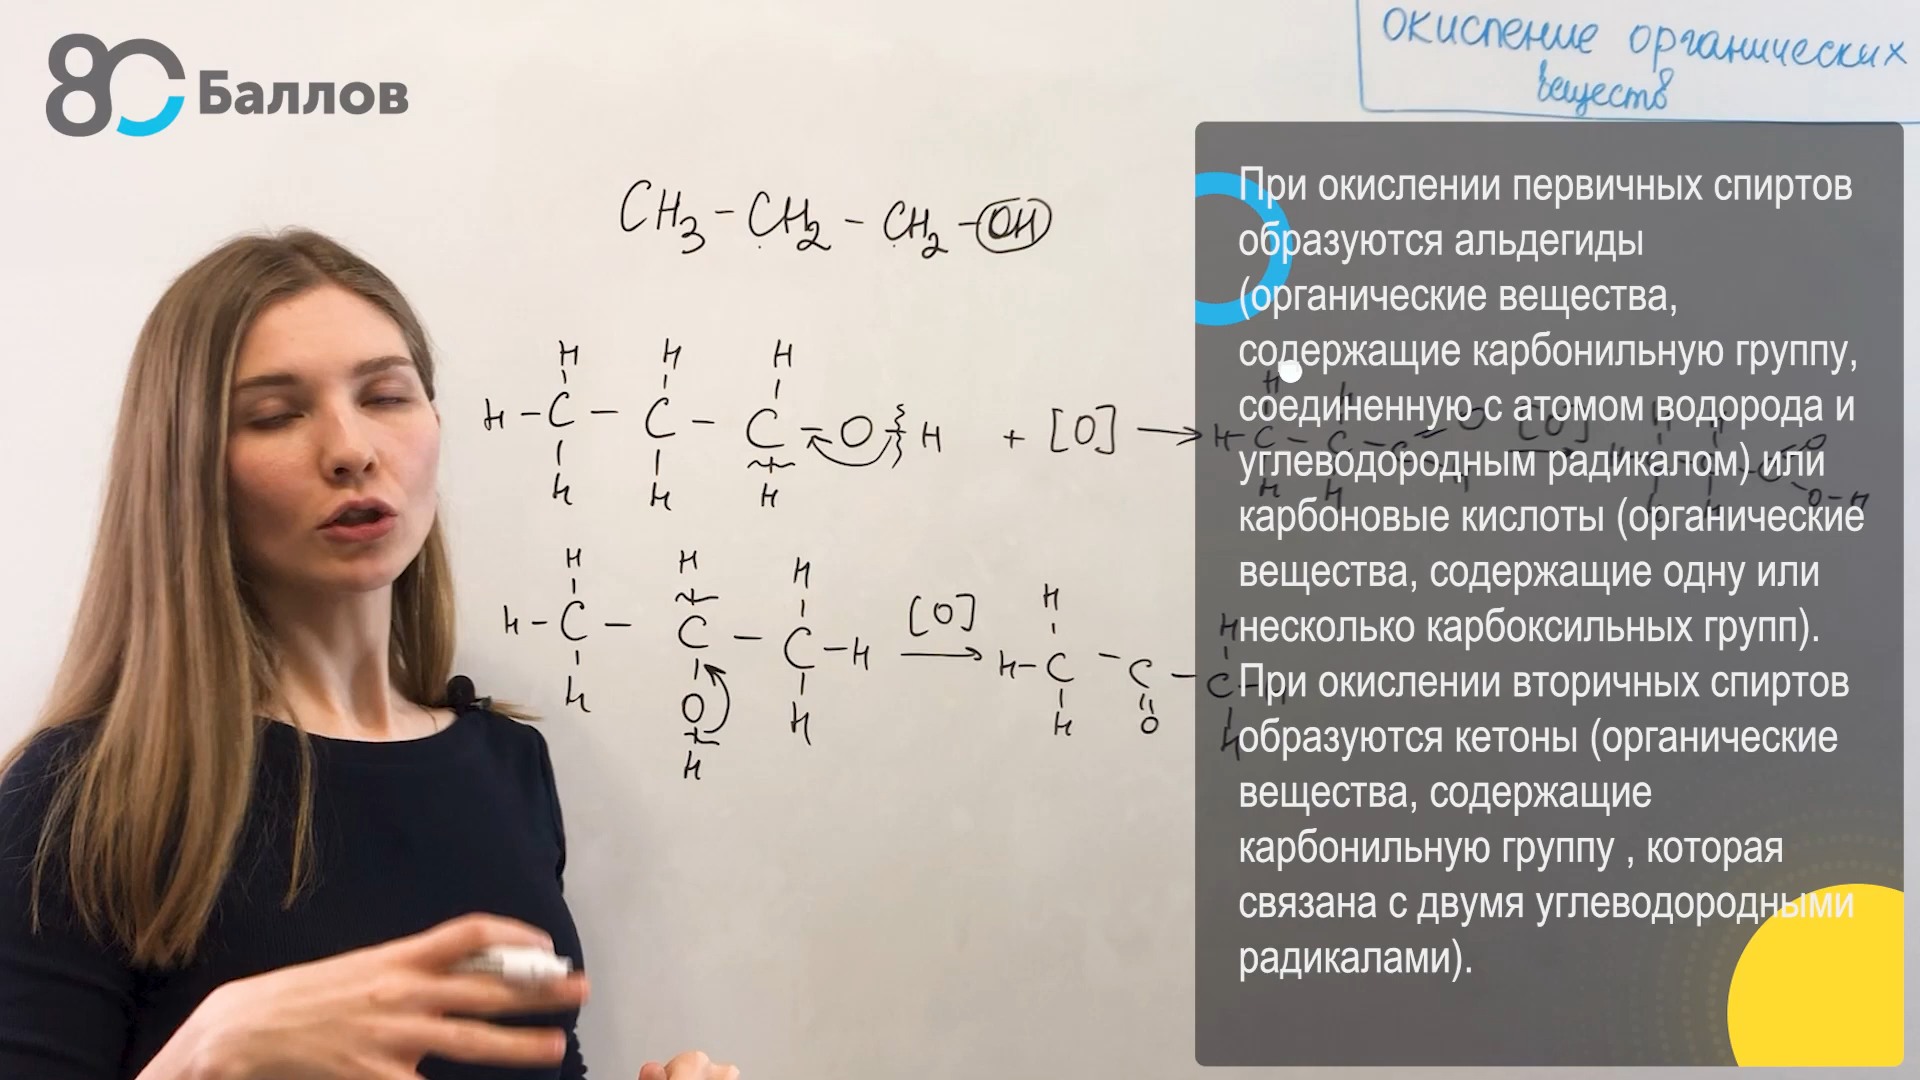 80 Баллов
окисление органических
веществ
CH3 - CH2 - CH2 - OH
H H H
H - C - C - C - O H + [O] → H - C - C - C = O [O]
H H H
H H H
H - C - C - C - H [O] → H - C - C - C - H
H O H H O H
H
При окислении первичных спиртов
образуются альдегиды
(органические вещества,
содержащие карбонильную группу,
соединенную с атомом водорода и
углеводородным радикалом) или
карбоновые кислоты (органические
вещества, содержащие одну или
несколько карбоксильных групп).
При окислении вторичных спиртов
образуются кетоны (органические
вещества, содержащие
карбонильную группу , которая
связана с двумя углеводородными
радикалами).